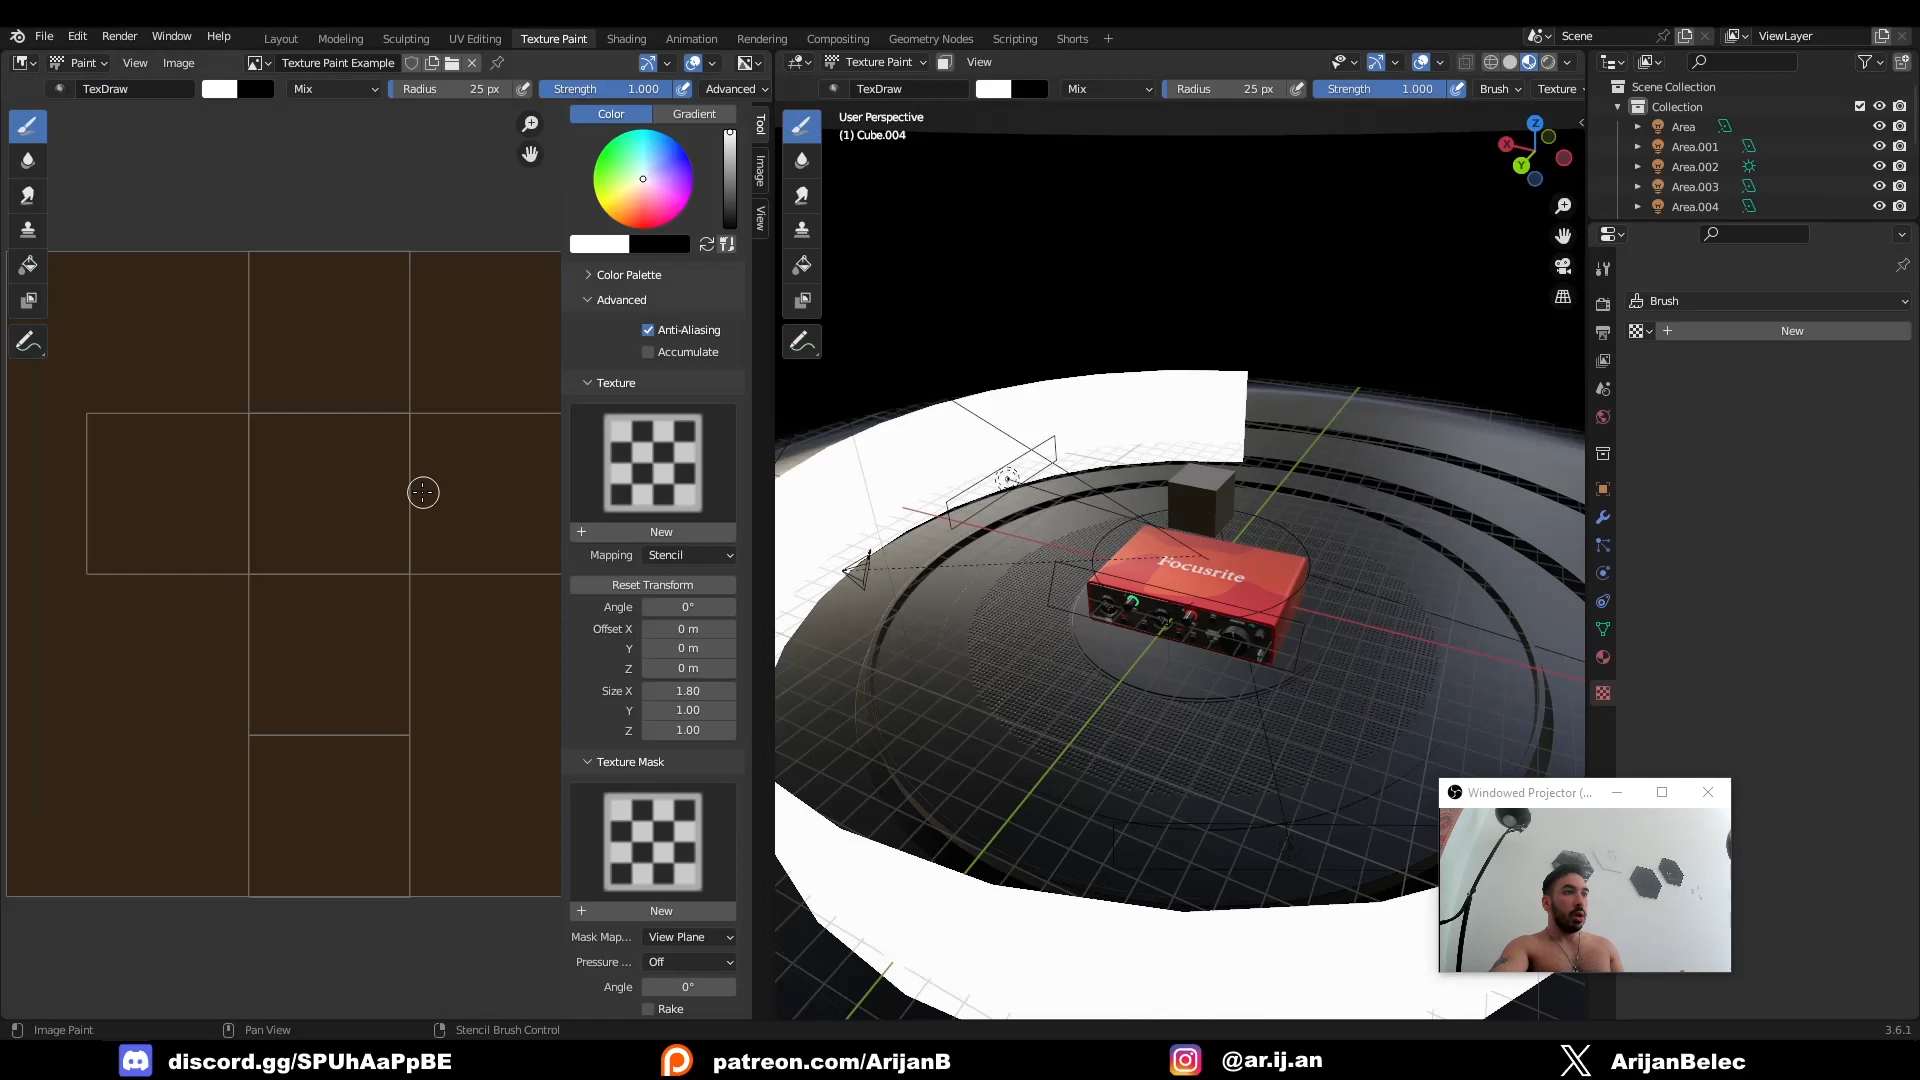 File Edit Render Window Help Layout Modeling Sculpting UV Editing Texture Paint Shading Animation Rendering Compositing Geometry Nodes Scripting Shorts + Scene ViewLayer
Paint View Image Texture Paint Example Texture Paint View
TexDraw Mix Radius 25 px Strength 1.000 Advanced TexDraw Mix Radius 25 px Strength 1.000 Brush Texture
Color Gradient
Tool
Image
View
Color Palette
Advanced
Anti-Aliasing
Accumulate
Texture
+ New
Mapping Stencil
Reset Transform
Angle 0°
Offset X 0 m
Y 0 m
Z 0 m
Size X 1.80
Y 1.00
Z 1.00
Texture Mask
+ New
Mask Map... View Plane
Pressure ... Off
Angle 0°
Rake
User Perspective
(1) Cube.004
Z
X
Y
Focusrite
Scene Collection
Collection
Area
Area.001
Area.002
Area.003
Area.004
Brush
+ New
Windowed Projector (...
Image Paint Pan View Stencil Brush Control 3.6.1
discord.gg/SPUhAaPpBE patreon.com/ArijanB @ar.ij.an ArijanBelec